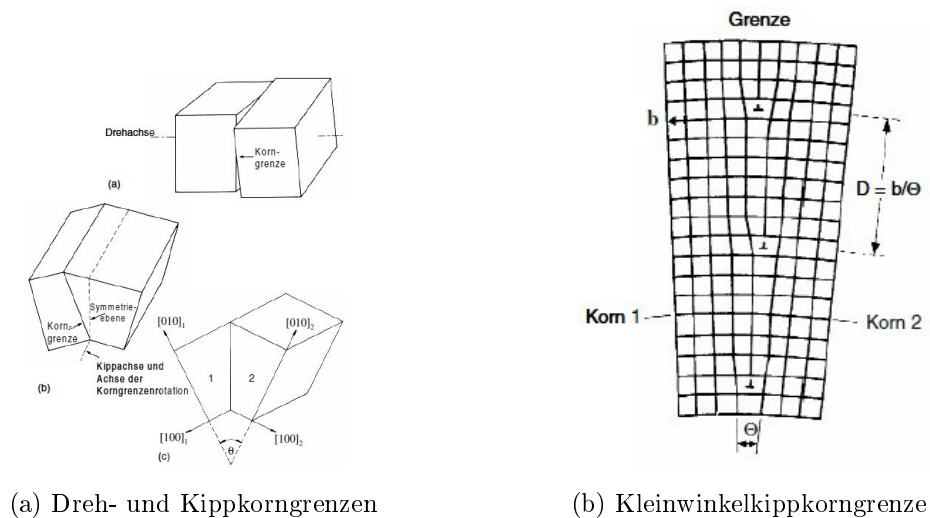 Drehachse
Korn-
grenze
(a)
Symmetrie-
ebene
Korn-
grenze
(b)
Kippachse und
Achse der
Korngrenzenrotation
[010]₁
[010]₂
1
2
[100]₁
[100]₂
θ
(c)
(a) Dreh- und Kippkorngrenzen
Grenze
b
D = b/Θ
Korn 1
Korn 2
Θ
(b) Kleinwinkelkippkorngrenze